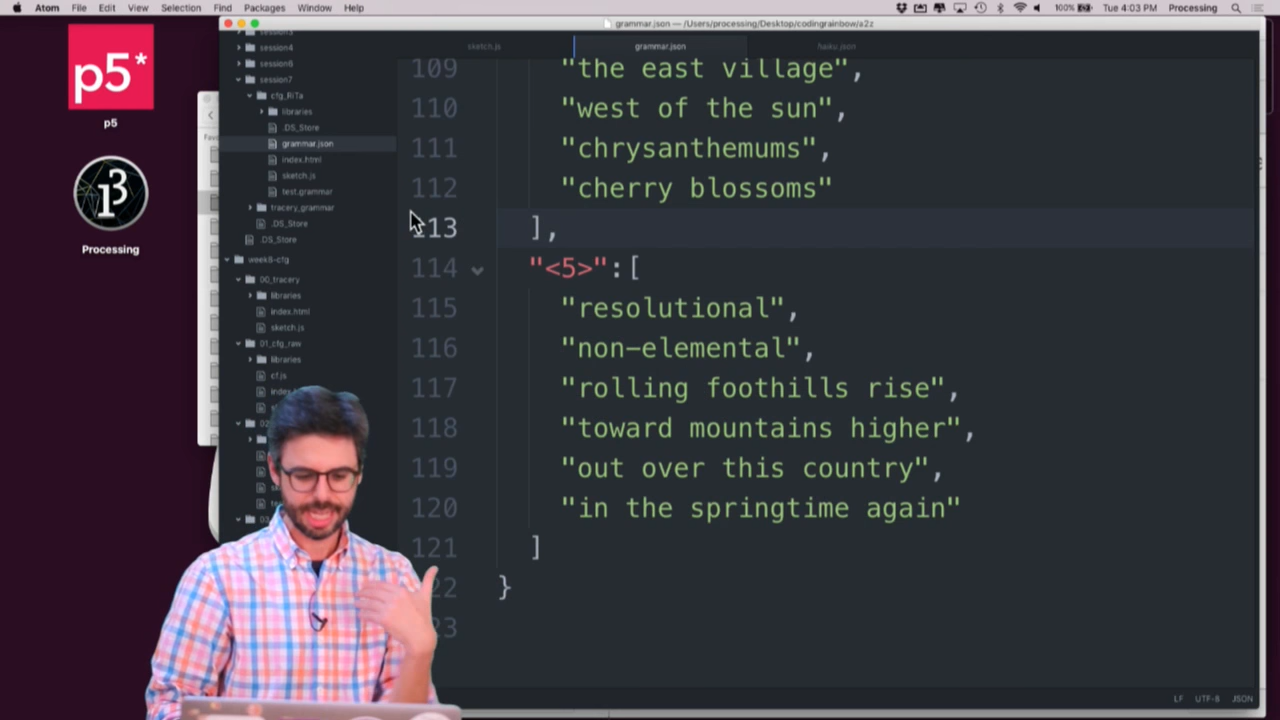 Atom File Edit View Selection Find Packages Window Help 100% Tue 4:03 PM Processing
grammar.json — /Users/processing/Desktop/codingrainbow/a2z
sketch.js grammar.json haiku.json
p5*
p5
Processing
session3
session4
session6
session7
cfg_RiTa
libraries
.DS_Store
grammar.json
index.html
sketch.js
test.grammar
tracery_grammar
.DS_Store
.DS_Store
week8-cfg
00_tracery
libraries
index.html
sketch.js
01_cfg_raw
libraries
cf.js
109 "the east village",
110 "west of the sun",
111 "chrysanthemums",
112 "cherry blossoms"
113 ],
114 "<5>":[
115 "resolutional",
116 "non-elemental",
117 "rolling foothills rise",
118 "toward mountains higher",
119 "out over this country",
120 "in the springtime again"
121 ]
22 }
23
LF UTF-8 JSON